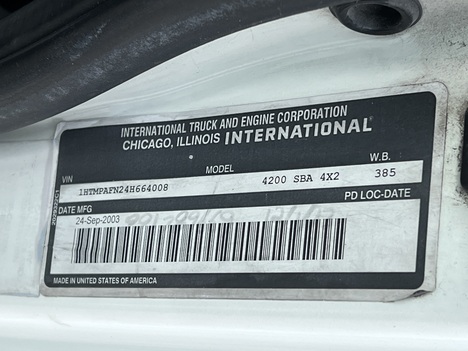 INTERNATIONAL TRUCK AND ENGINE CORPORATION
CHICAGO, ILLINOIS INTERNATIONAL®
VIN MODEL W.B.
1HTMPAFN24H664008 4200 SBA 4X2 385
DATE MFG PD LOC-DATE
24-Sep-2003
MADE IN UNITED STATES OF AMERICA